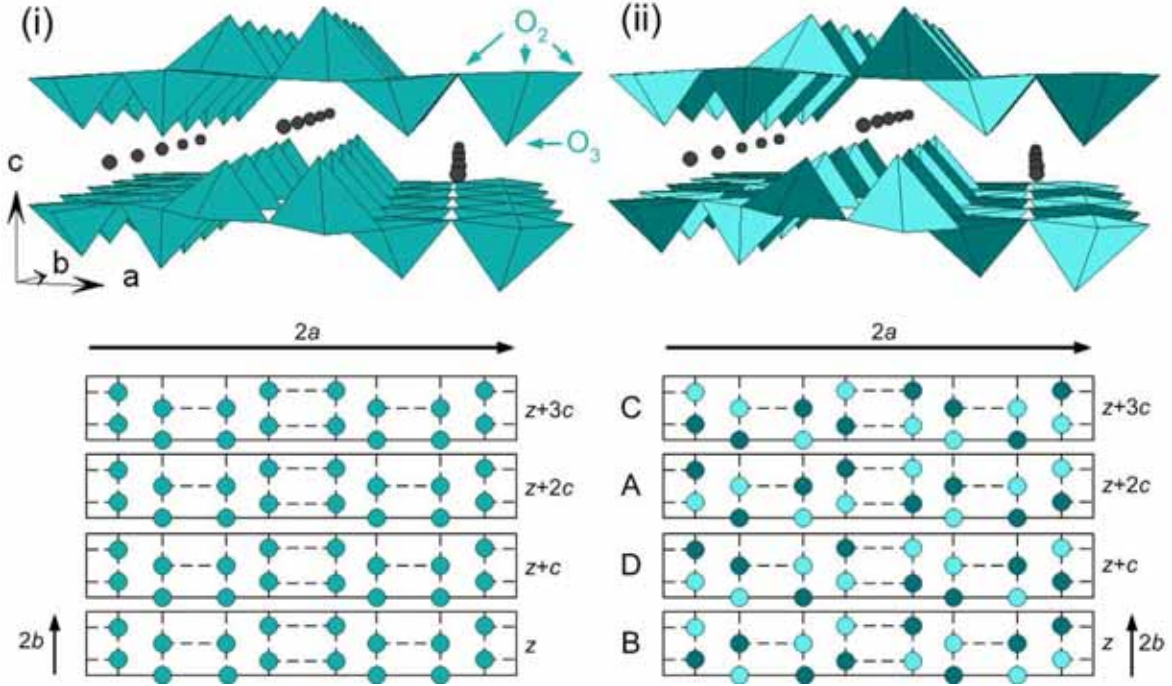 (i)
O₂
(ii)
O₃
c
b
a
2a
2a
z+3c
C
z+3c
z+2c
A
z+2c
z+c
D
z+c
2b
z
B
z
2b